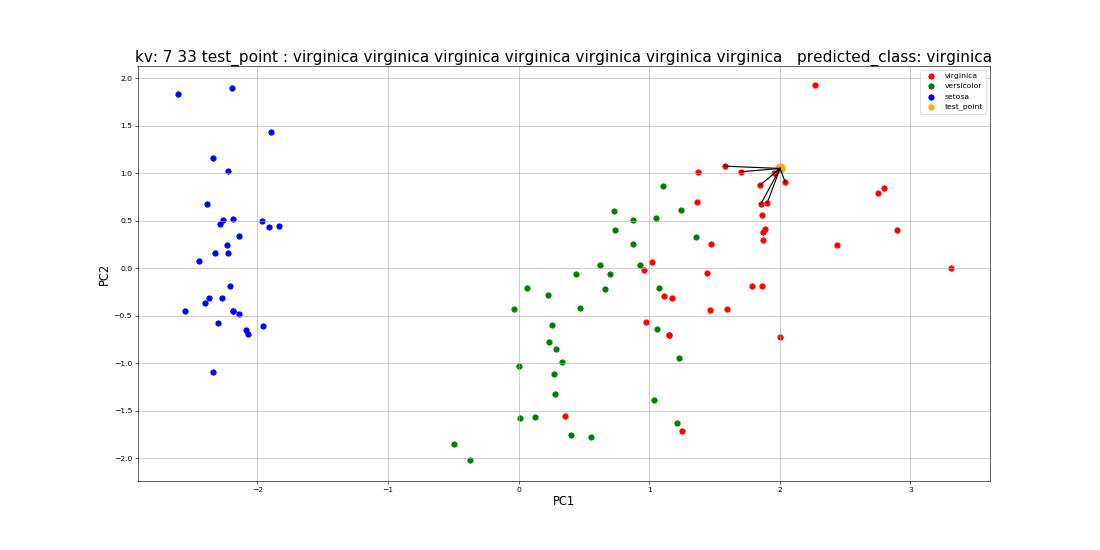 kv: 7 33 test_point : virginica virginica virginica virginica virginica virginica virginica   predicted_class: virginica
virginica
versicolor
setosa
test_point
PC2
2.0
1.5
1.0
0.5
0.0
−0.5
−1.0
−1.5
−2.0
−2 −1 0 1 2 3
PC1